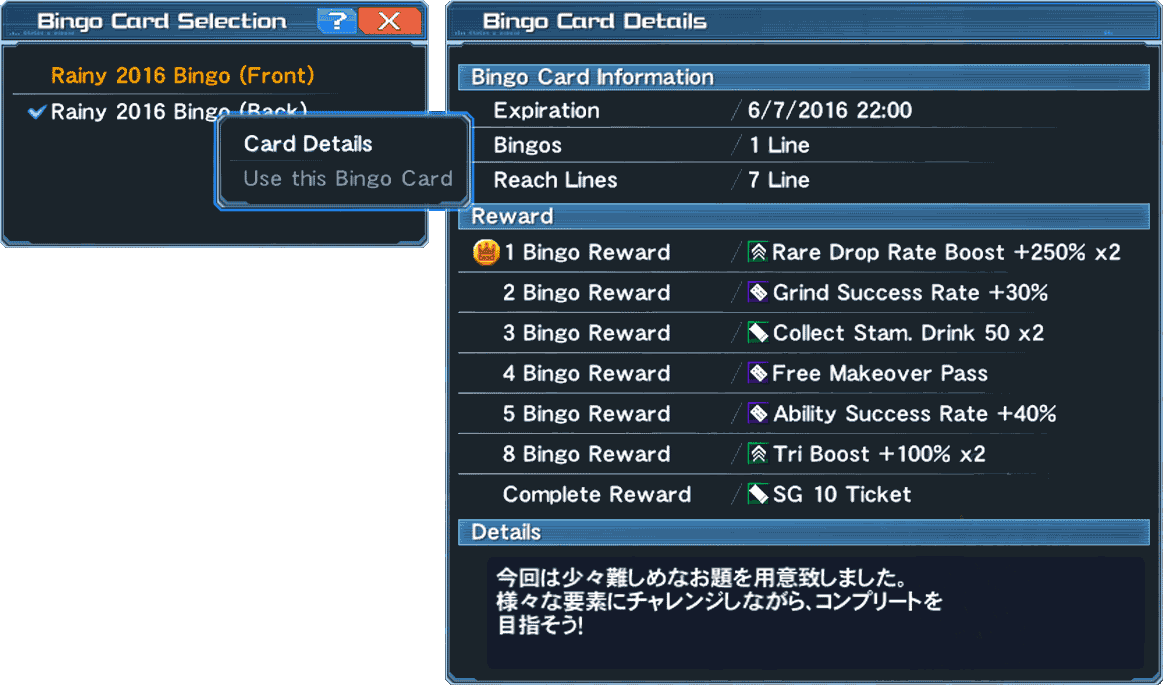 Bingo Card Selection
?
X
Rainy 2016 Bingo (Front)
Rainy 2016 Bingo (Back)
Card Details
Use this Bingo Card
Bingo Card Details
Bingo Card Information
Expiration / 6/7/2016 22:00
Bingos / 1 Line
Reach Lines / 7 Line
Reward
1 Bingo Reward / Rare Drop Rate Boost +250% x2
2 Bingo Reward / Grind Success Rate +30%
3 Bingo Reward / Collect Stam. Drink 50 x2
4 Bingo Reward / Free Makeover Pass
5 Bingo Reward / Ability Success Rate +40%
8 Bingo Reward / Tri Boost +100% x2
Complete Reward / SG 10 Ticket
Details
今回は少々難しめなお題を用意致しました。
様々な要素にチャレンジしながら、コンプリートを
目指そう!